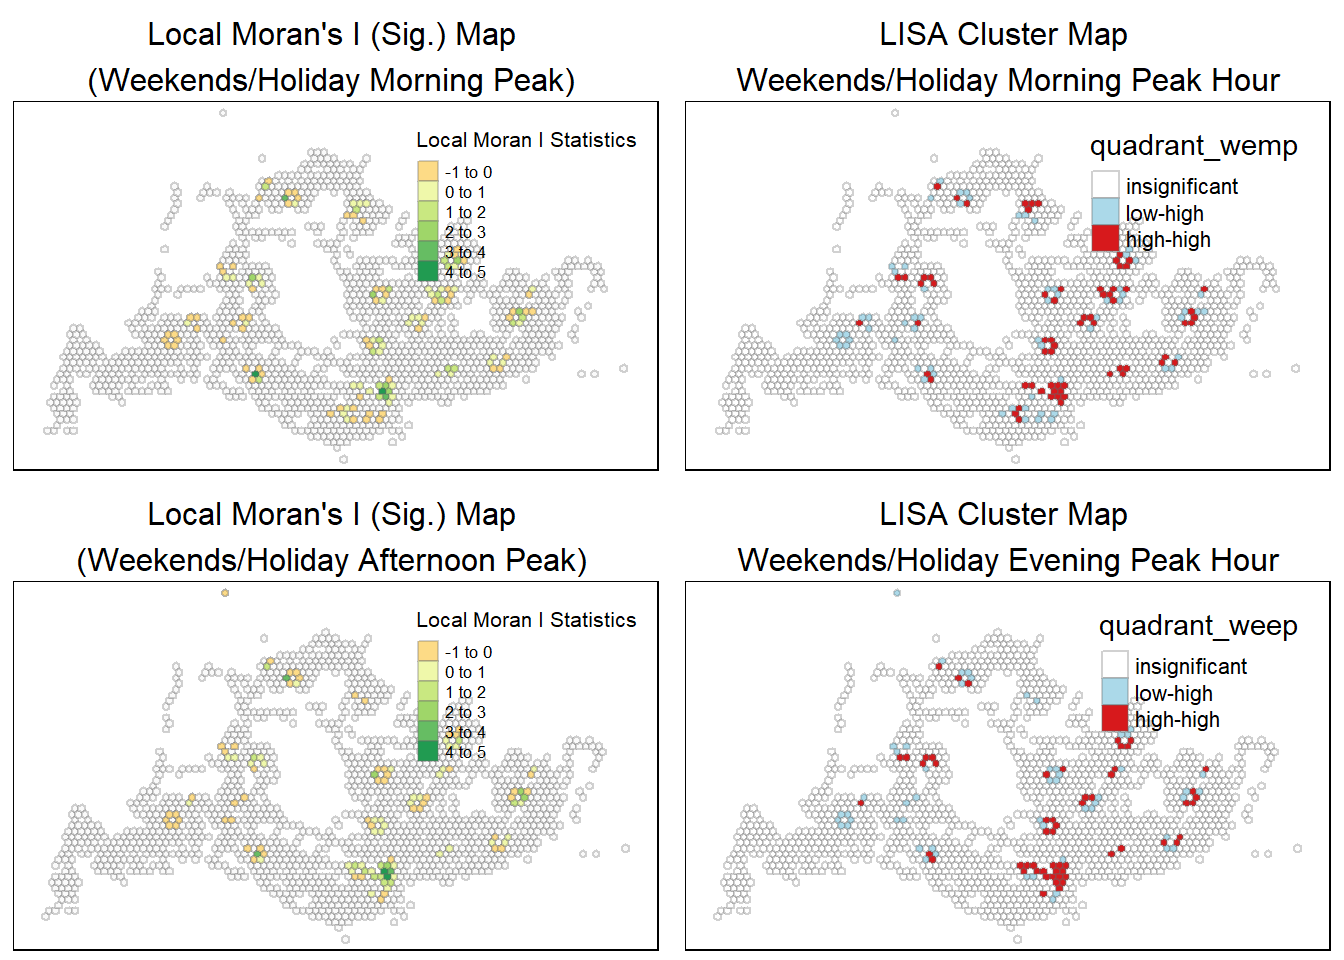 Local Moran's I (Sig.) Map
(Weekends/Holiday Morning Peak)
Local Moran I Statistics
-1 to 0
0 to 1
1 to 2
2 to 3
3 to 4
4 to 5
LISA Cluster Map
Weekends/Holiday Morning Peak Hour
quadrant_wemp
insignificant
low-high
high-high
Local Moran's I (Sig.) Map
(Weekends/Holiday Afternoon Peak)
Local Moran I Statistics
-1 to 0
0 to 1
1 to 2
2 to 3
3 to 4
4 to 5
LISA Cluster Map
Weekends/Holiday Evening Peak Hour
quadrant_weep
insignificant
low-high
high-high